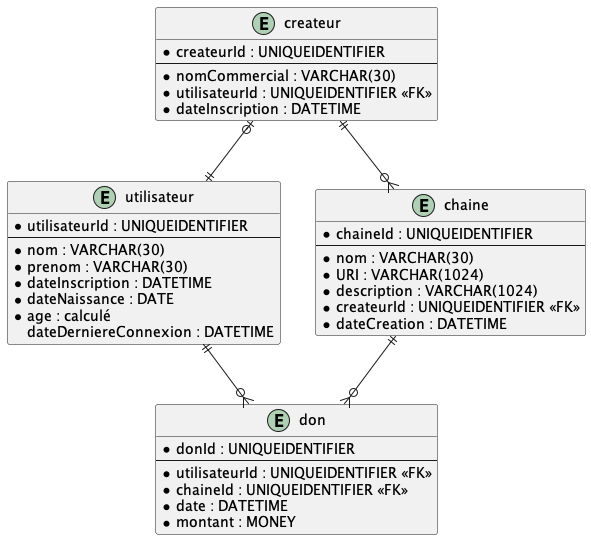 E createur
* createurId : UNIQUEIDENTIFIER
* nomCommercial : VARCHAR(30)
* utilisateurId : UNIQUEIDENTIFIER «FK»
* dateInscription : DATETIME
E utilisateur
* utilisateurId : UNIQUEIDENTIFIER
* nom : VARCHAR(30)
* prenom : VARCHAR(30)
* dateInscription : DATETIME
* dateNaissance : DATE
* age : calculé
dateDerniereConnexion : DATETIME
E chaine
* chaineId : UNIQUEIDENTIFIER
* nom : VARCHAR(30)
* URI : VARCHAR(1024)
* description : VARCHAR(1024)
* createurId : UNIQUEIDENTIFIER «FK»
* dateCreation : DATETIME
E don
* donId : UNIQUEIDENTIFIER
* utilisateurId : UNIQUEIDENTIFIER «FK»
* chaineId : UNIQUEIDENTIFIER «FK»
* date : DATETIME
* montant : MONEY